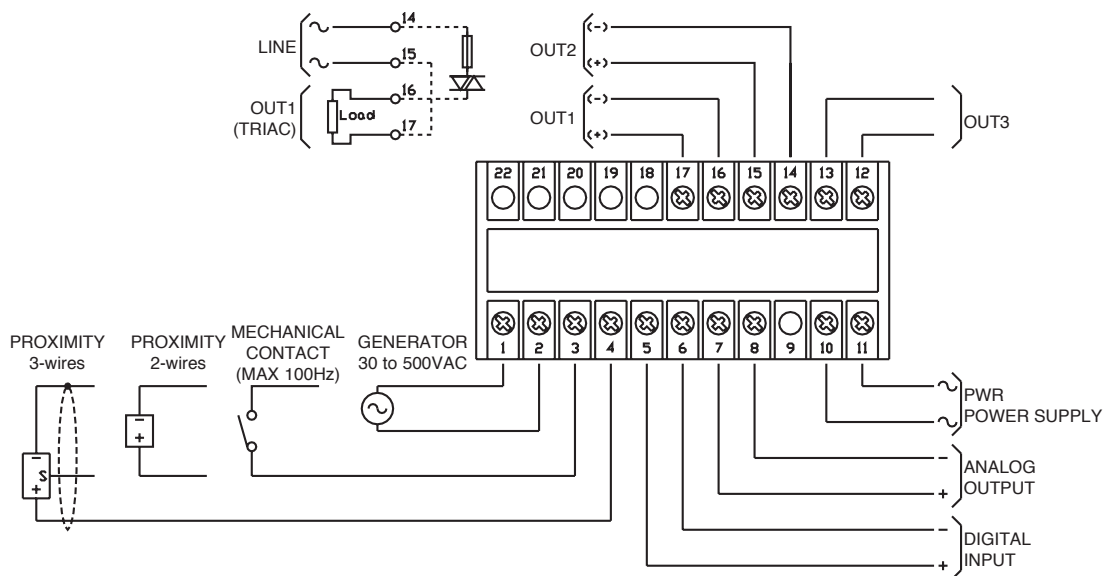 14
LINE
15
16
OUT1
(TRIAC)
Load
17
OUT2
(-)
(+)
OUT1
(-)
(+)
OUT3
22 21 20 19 18 17 16 15 14 13 12
1 2 3 4 5 6 7 8 9 10 11
PROXIMITY
3-wires
PROXIMITY
2-wires
MECHANICAL
CONTACT
(MAX 100Hz)
GENERATOR
30 to 500VAC
-
+
-
S
+
PWR
POWER SUPPLY
-
ANALOG
OUTPUT
+
-
DIGITAL
INPUT
+